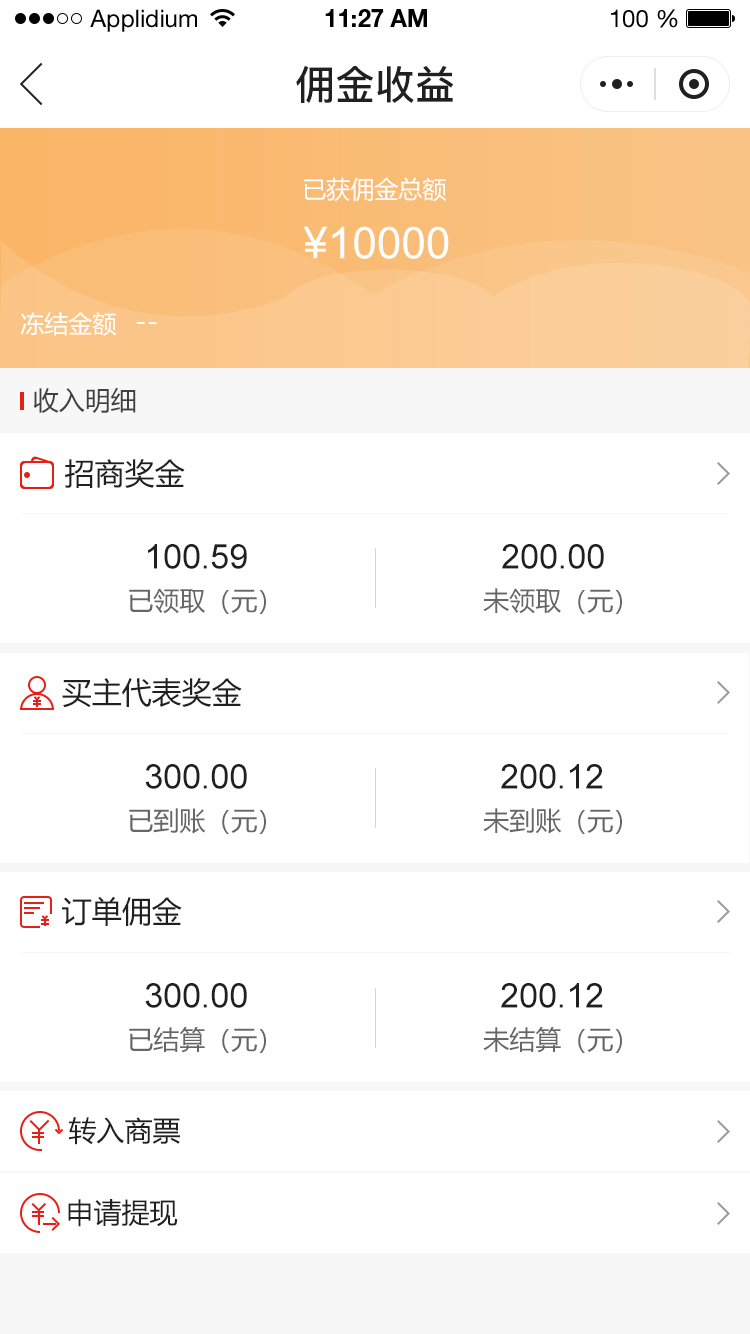 Applidium 11:27 AM 100 %
佣金收益
已获佣金总额
¥10000
冻结金额 --
收入明细
招商奖金
100.59 200.00
已领取（元） 未领取（元）
买主代表奖金
300.00 200.12
已到账（元） 未到账（元）
订单佣金
300.00 200.12
已结算（元） 未结算（元）
转入商票
申请提现